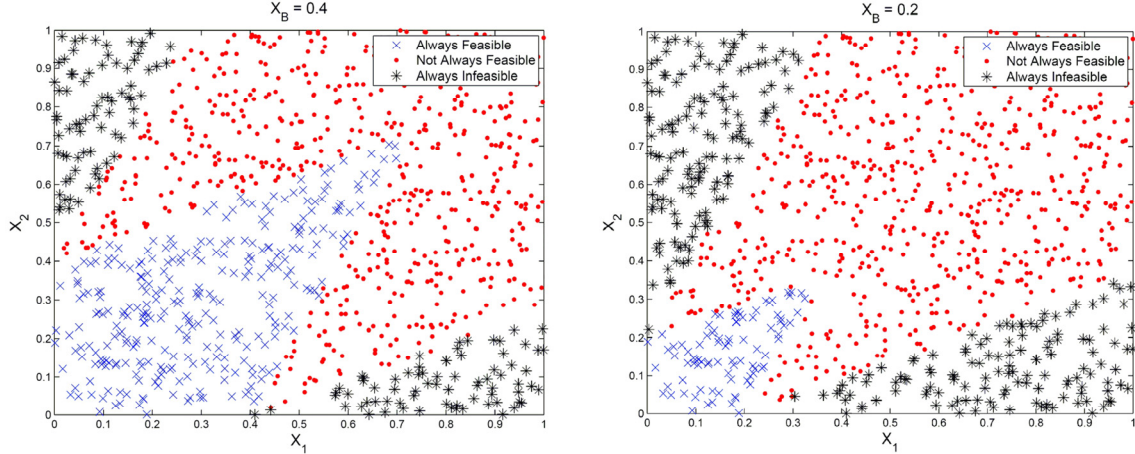 X_B = 0.4
Always Feasible
Not Always Feasible
Always Infeasible
1
0.9
0.8
0.7
0.6
0.5
0.4
0.3
0.2
0.1
0
X_2
0 0.1 0.2 0.3 0.4 0.5 0.6 0.7 0.8 0.9 1
X_1
X_B = 0.2
Always Feasible
Not Always Feasible
Always Infeasible
1
0.9
0.8
0.7
0.6
0.5
0.4
0.3
0.2
0.1
0
X_2
0 0.1 0.2 0.3 0.4 0.5 0.6 0.7 0.8 0.9 1
X_1